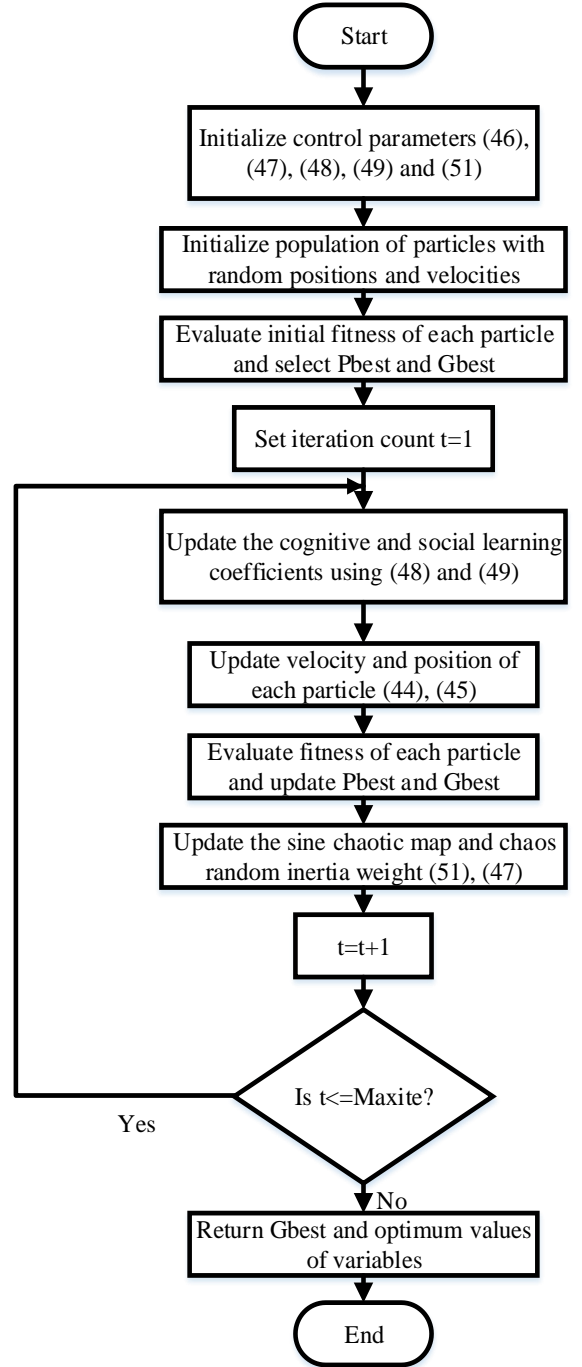 Start
Initialize control parameters (46),
(47), (48), (49) and (51)
Initialize population of particles with
random positions and velocities
Evaluate initial fitness of each particle
and select Pbest and Gbest
Set iteration count t=1
Update the cognitive and social learning
coefficients using (48) and (49)
Update velocity and position of
each particle (44), (45)
Evaluate fitness of each particle
and update Pbest and Gbest
Update the sine chaotic map and chaos
random inertia weight (51), (47)
t=t+1
Is t<=Maxite?
Yes
No
Return Gbest and optimum values
of variables
End